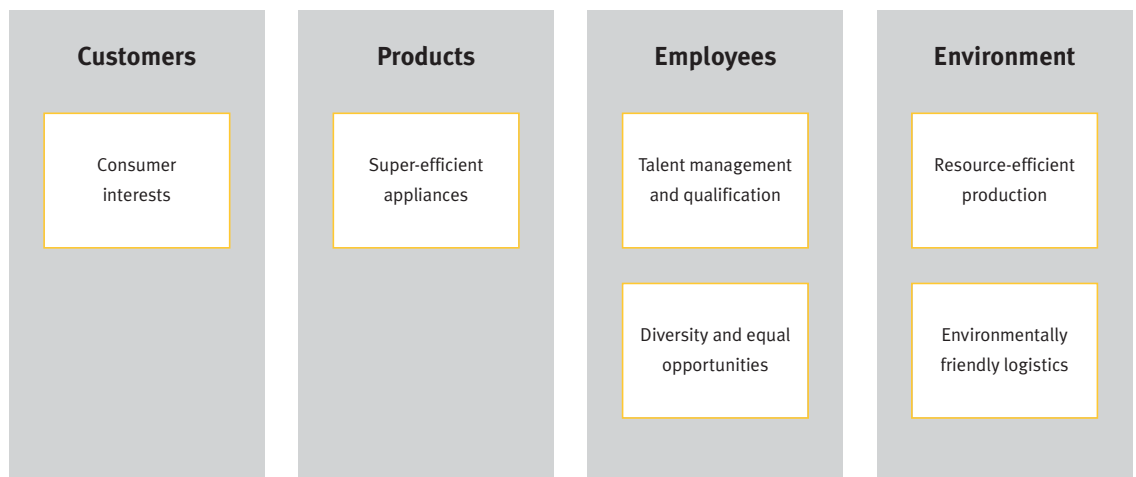 Customers
Consumer
interests
Products
Super-efficient
appliances
Employees
Talent management
and qualification
Diversity and equal
opportunities
Environment
Resource-efficient
production
Environmentally
friendly logistics